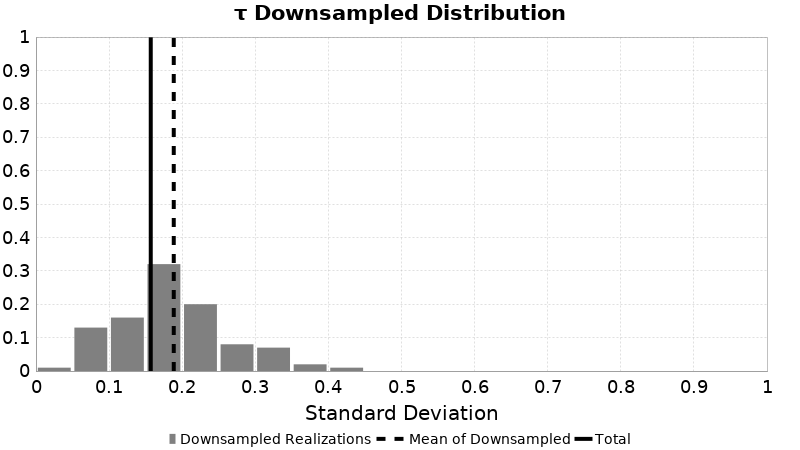 τ Downsampled Distribution
1
0.9
0.8
0.7
0.6
0.5
0.4
0.3
0.2
0.1
0
0 0.1 0.2 0.3 0.4 0.5 0.6 0.7 0.8 0.9 1
Standard Deviation
Downsampled Realizations Mean of Downsampled Total